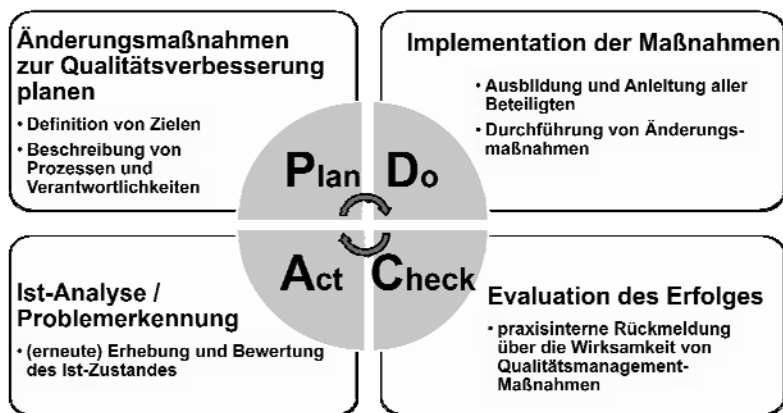 Änderungsmaßnahmen
zur Qualitätsverbesserung
planen
• Definition von Zielen
• Beschreibung von
Prozessen und
Verantwortlichkeiten
Implementation der Maßnahmen
• Ausbildung und Anleitung aller
Beteiligten
• Durchführung von Änderungs-
maßnahmen
Plan
Do
Act
Check
Ist-Analyse /
Problemerkennung
• (erneute) Erhebung und Bewertung
des Ist-Zustandes
Evaluation des Erfolges
• praxisinterne Rückmeldung
über die Wirksamkeit von
Qualitätsmanagement-
Maßnahmen